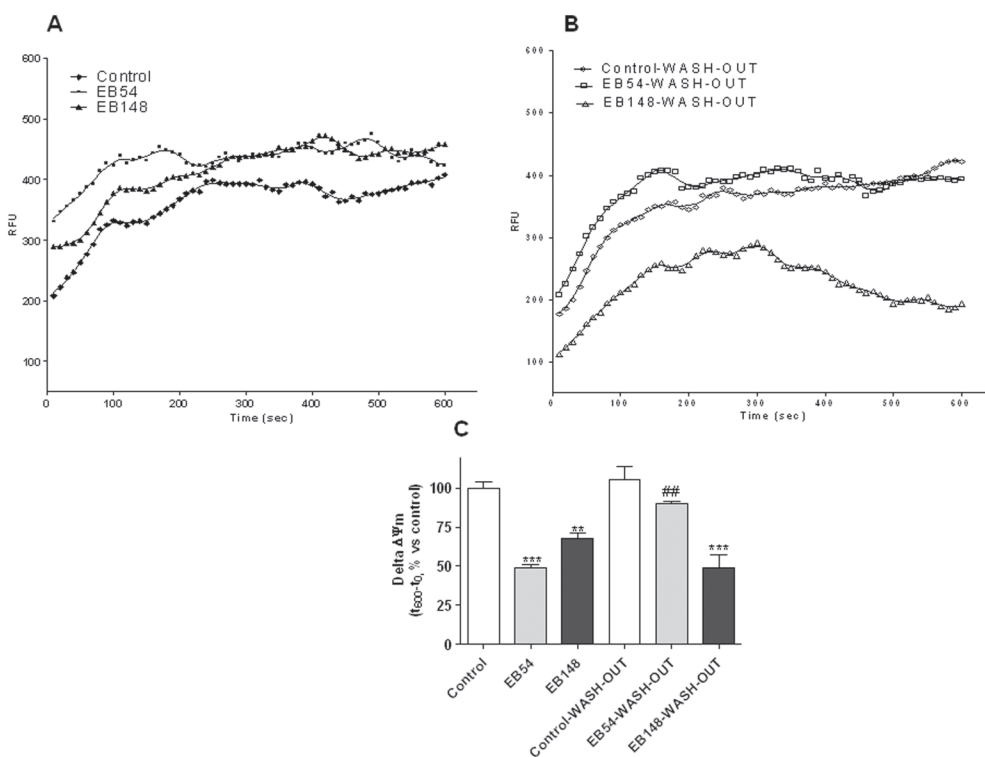 A
600
500
400
300
200
100
RFU
0
100
200
300
400
500
600
Time (sec)
Control
EB54
EB148
B
600
500
400
300
200
100
RFU
0
100
200
300
400
500
600
Time (sec)
Control-WASH-OUT
EB54-WASH-OUT
EB148-WASH-OUT
C
Delta ΔΨm
(t600-t0, % vs control)
100
75
50
25
0
***
**
##
***
Control
EB54
EB148
Control-WASH-OUT
EB54-WASH-OUT
EB148-WASH-OUT